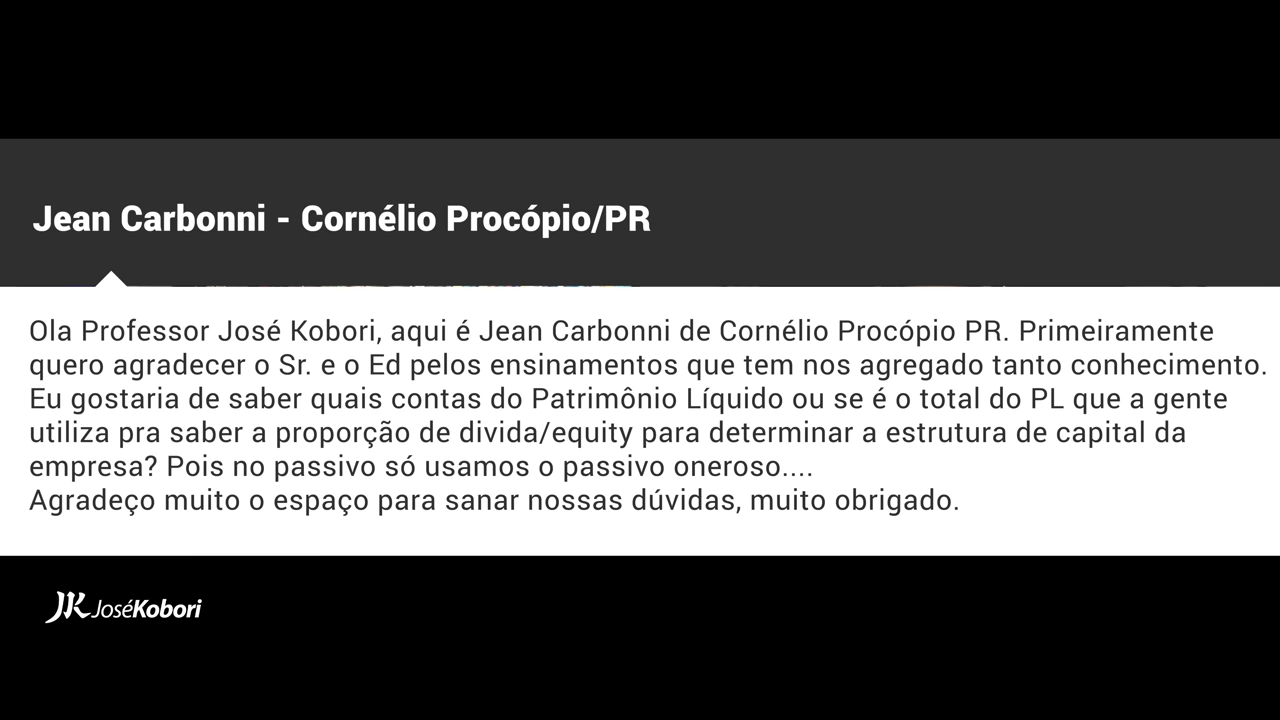 Jean Carbonni - Cornélio Procópio/PR
Ola Professor José Kobori, aqui é Jean Carbonni de Cornélio Procópio PR. Primeiramente
quero agradecer o Sr. e o Ed pelos ensinamentos que tem nos agregado tanto conhecimento.
Eu gostaria de saber quais contas do Patrimônio Líquido ou se é o total do PL que a gente
utiliza pra saber a proporção de divida/equity para determinar a estrutura de capital da
empresa? Pois no passivo só usamos o passivo oneroso....
Agradeço muito o espaço para sanar nossas dúvidas, muito obrigado.
JK JoséKobori